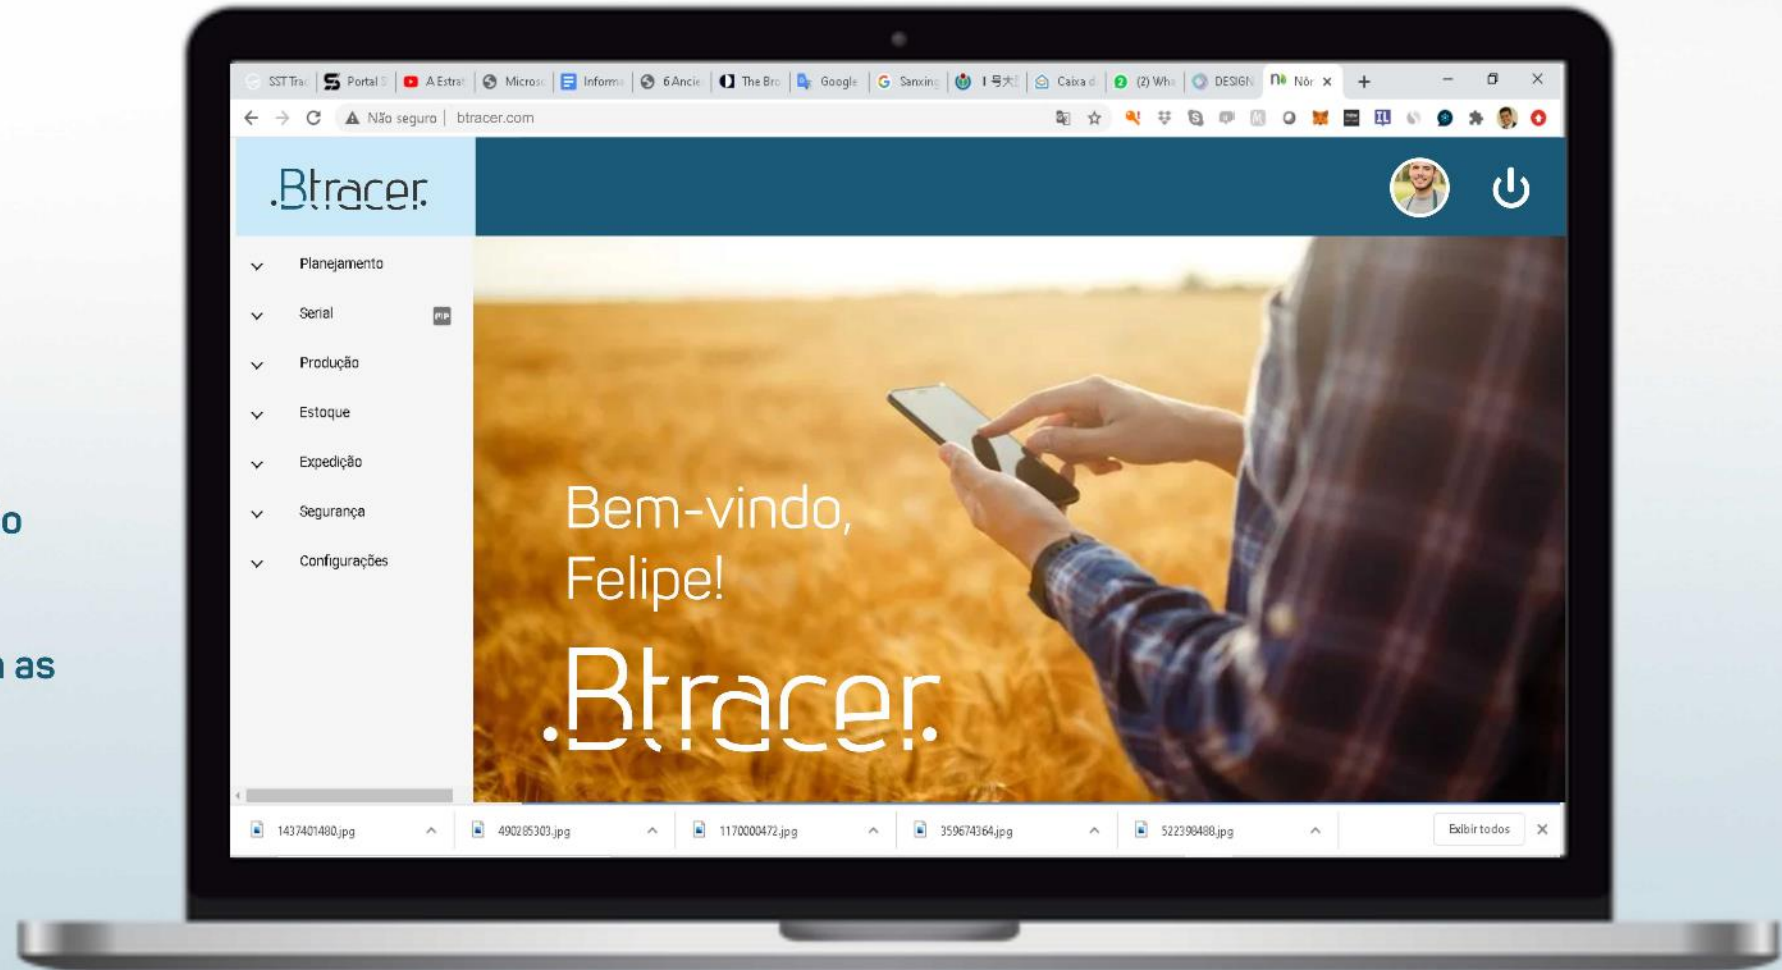 SST Trac
Portal S
A Estrat
Microso
Informa
6 Ancie
The Bro
Google
Sanxing
Caixa d
(2) Wha
DESIGN
Nôr
Não seguro
btracer.com
.Btracer.
Planejamento
Serial
Produção
Estoque
Expedição
Segurança
Configurações
Bem-vindo,
Felipe!
.Btracer.
o
as
1437401480.jpg
490285303.jpg
1170000472.jpg
359674364.jpg
522398488.jpg
Exibir todos